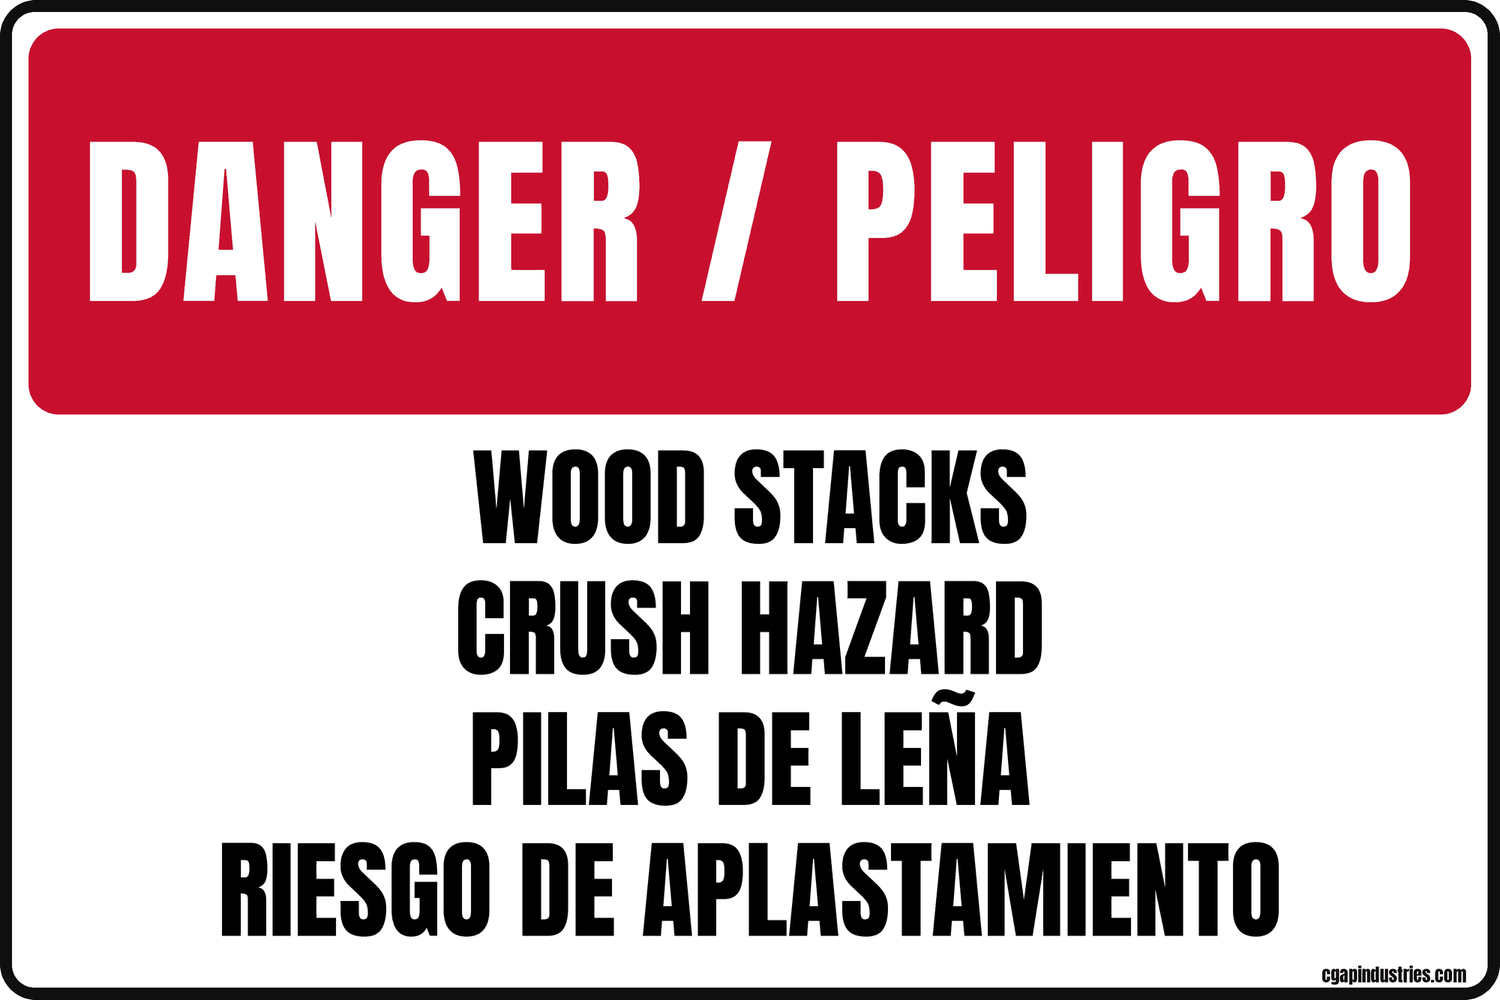 DANGER / PELIGRO
WOOD STACKS
CRUSH HAZARD
PILAS DE LEÑA
RIESGO DE APLASTAMIENTO
cgapindustries.com